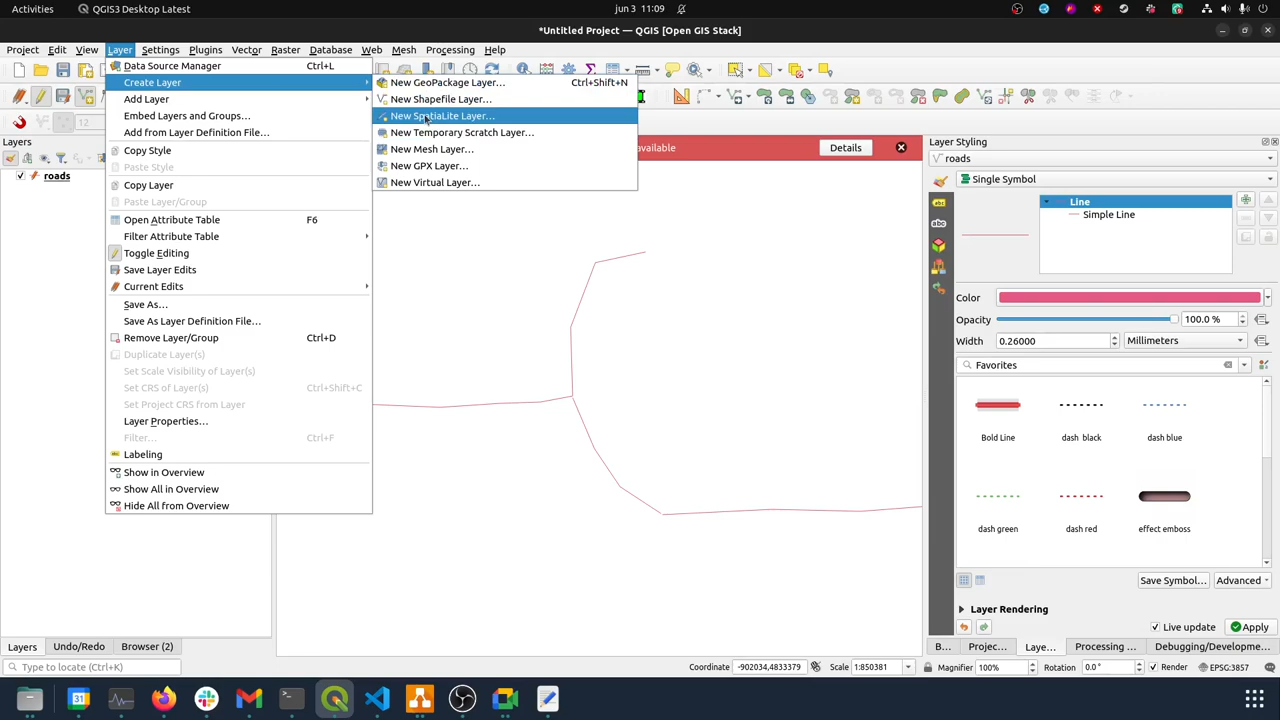 Activities QGIS3 Desktop Latest jun 3 11:09
*Untitled Project — QGIS [Open GIS Stack]
Project Edit View Layer Settings Plugins Vector Raster Database Web Mesh Processing Help
Data Source Manager Ctrl+L
Create Layer
Add Layer
Embed Layers and Groups…
Add from Layer Definition File…
Copy Style
Paste Style
Copy Layer
Paste Layer/Group
Open Attribute Table F6
Filter Attribute Table
Toggle Editing
Save Layer Edits
Current Edits
Save As…
Save As Layer Definition File…
Remove Layer/Group Ctrl+D
Duplicate Layer(s)
Set Scale Visibility of Layer(s)
Set CRS of Layer(s) Ctrl+Shift+C
Set Project CRS from Layer
Layer Properties…
Filter… Ctrl+F
Labeling
Show in Overview
Show All in Overview
Hide All from Overview
New GeoPackage Layer… Ctrl+Shift+N
New Shapefile Layer…
New SpatiaLite Layer…
New Temporary Scratch Layer…
New Mesh Layer…
New GPX Layer…
New Virtual Layer…
12
Layers
roads
available Details
Layer Styling
roads
Single Symbol
Line
Simple Line
Color
Opacity 100.0 %
Width 0.26000 Millimeters
Favorites
Bold Line dash black dash blue
dash green dash red effect emboss
abc
abc
Save Symbol… Advanced
Layer Rendering
Live update Apply
Layers Undo/Redo Browser (2)
B… Projec… Laye… Processing … Debugging/Developme…
Type to locate (Ctrl+K)
Coordinate -902034,4833379 Scale 1:850381 Magnifier 100% Rotation 0.0 ° Render EPSG:3857